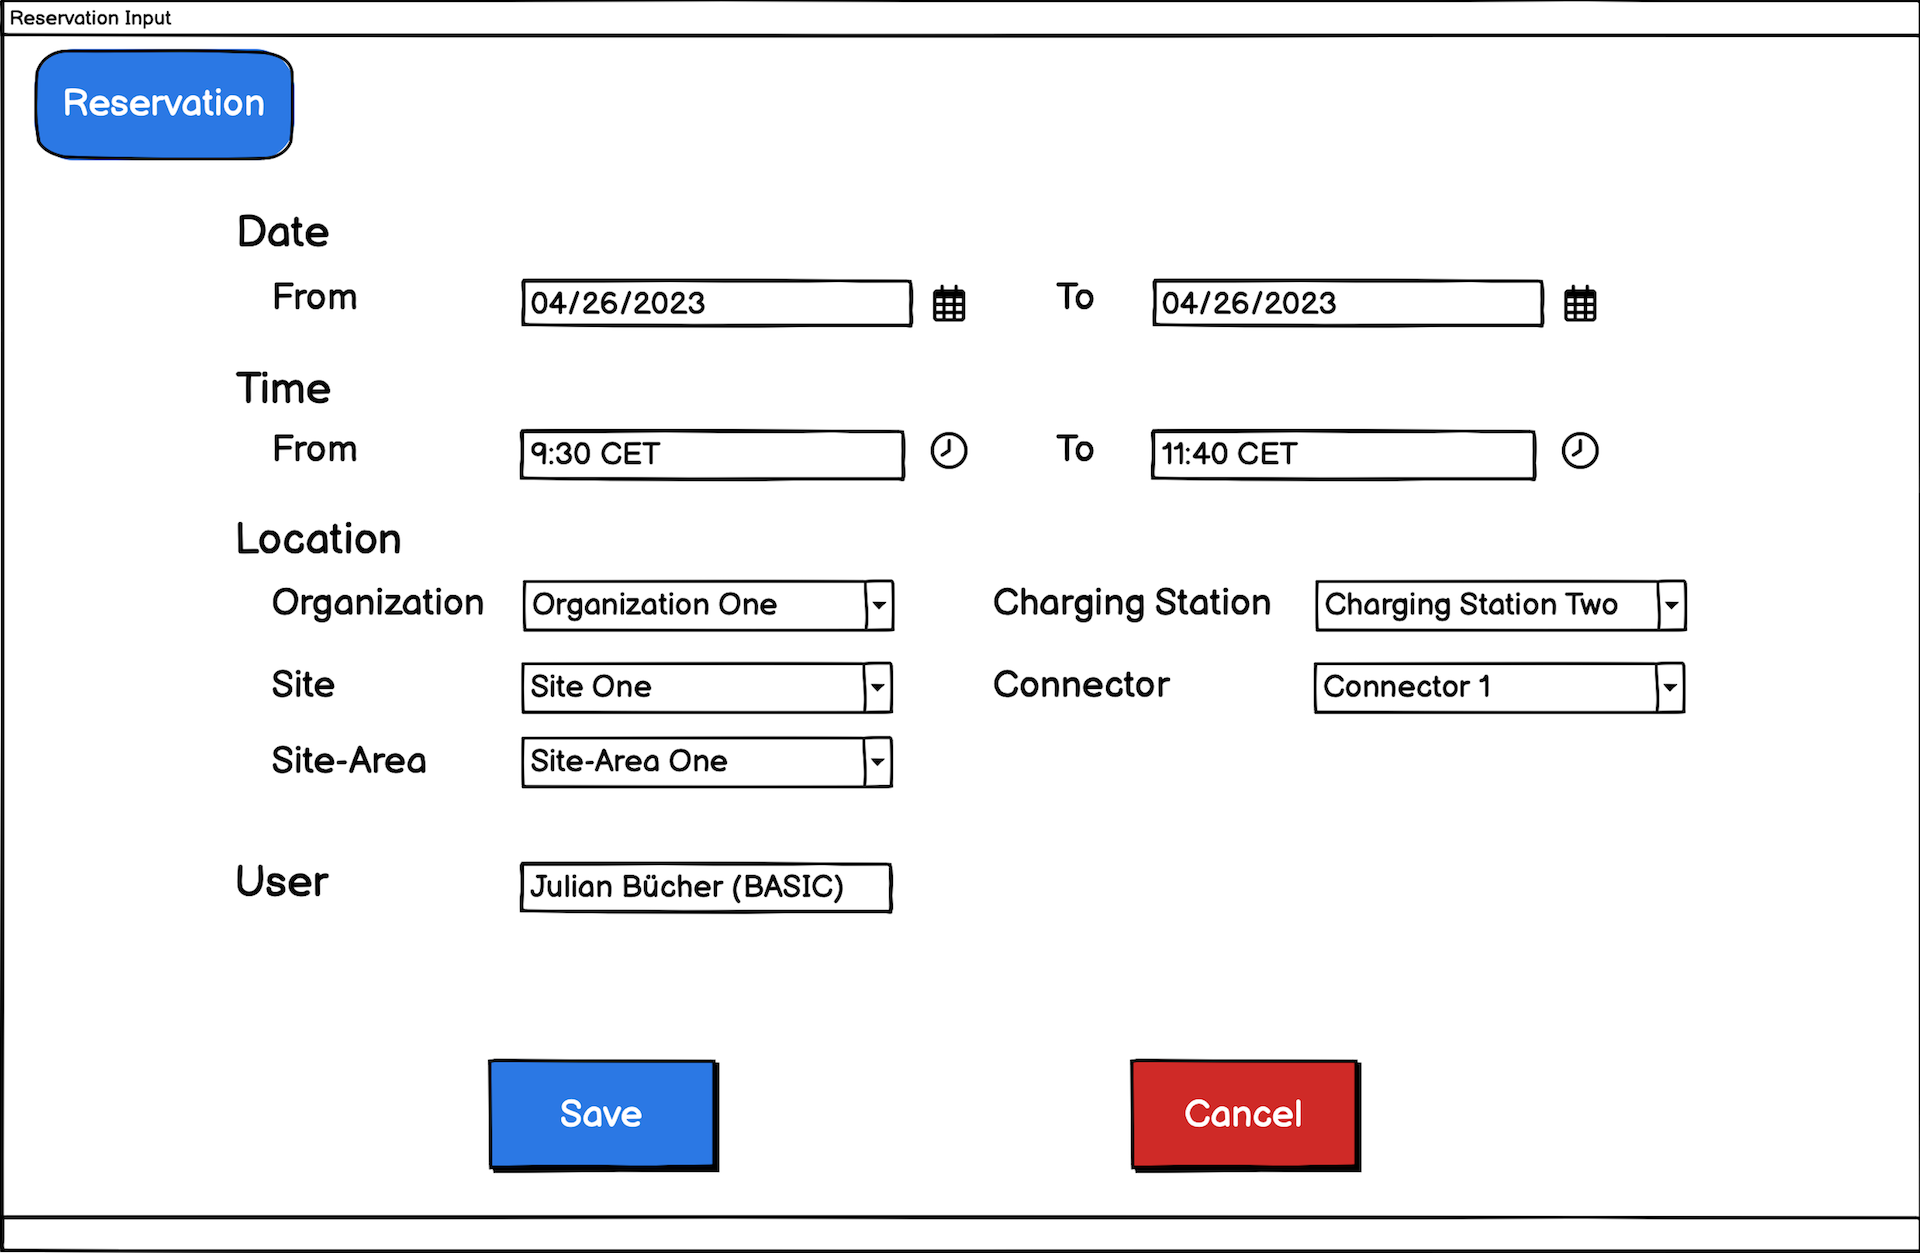 Reservation Input
Reservation
Date
From 04/26/2023 To 04/26/2023
Time
From 9:30 CET To 11:40 CET
Location
Organization Organization One Charging Station Charging Station Two
Site Site One Connector Connector 1
Site-Area Site-Area One
User Julian Bücher (BASIC)
Save Cancel